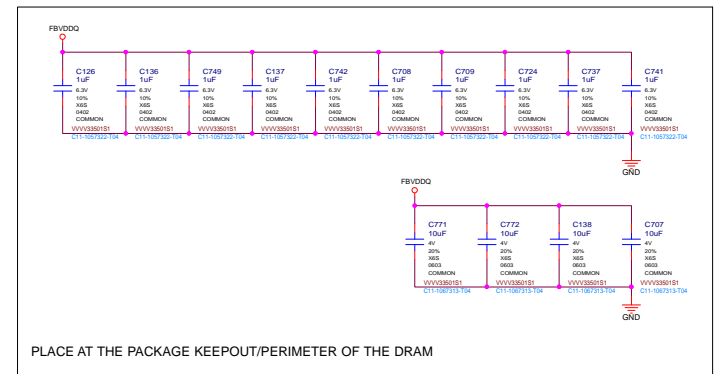 FBVDDQ
C126 C136 C749 C137 C742 C708 C709 C724 C737 C741
1uF 1uF 1uF 1uF 1uF 1uF 1uF 1uF 1uF 1uF
6.3V 6.3V 6.3V 6.3V 6.3V 6.3V 6.3V 6.3V 6.3V 6.3V
10% 10% 10% 10% 10% 10% 10% 10% 10% 10%
X6S X6S X6S X6S X6S X6S X6S X6S X6S X6S
0402 0402 0402 0402 0402 0402 0402 0402 0402 0402
COMMON COMMON COMMON COMMON COMMON COMMON COMMON COMMON COMMON COMMON
VVVV33501S1 VVVV33501S1 VVVV33501S1 VVVV33501S1 VVVV33501S1 VVVV33501S1 VVVV33501S1 VVVV33501S1 VVVV33501S1 VVVV33501S1
C11-1057322-T04 C11-1057322-T04 C11-1057322-T04 C11-1057322-T04 C11-1057322-T04 C11-1057322-T04 C11-1057322-T04 C11-1057322-T04 C11-1057322-T04 C11-1057322-T04
GND
FBVDDQ
C771 C772 C138 C707
10uF 10uF 10uF 10uF
4V 4V 4V 4V
20% 20% 20% 20%
X6S X6S X6S X6S
0603 0603 0603 0603
COMMON COMMON COMMON COMMON
VVVV33501S1 VVVV33501S1 VVVV33501S1 VVVV33501S1
C11-1067313-T04 C11-1067313-T04 C11-1067313-T04 C11-1067313-T04
GND
PLACE AT THE PACKAGE KEEPOUT/PERIMETER OF THE DRAM